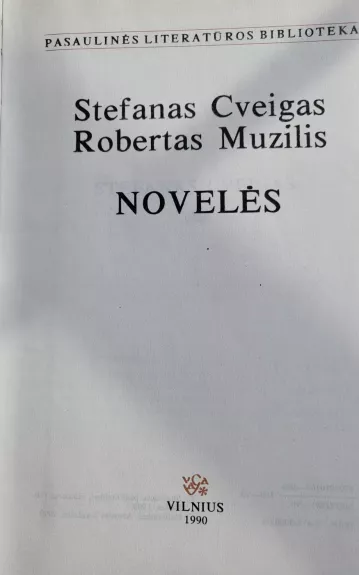 PASAULINĖS LITERATŪROS BIBLIOTEKA
Stefanas Cveigas
Robertas Muzilis
NOVELĖS
VILNIUS
1990